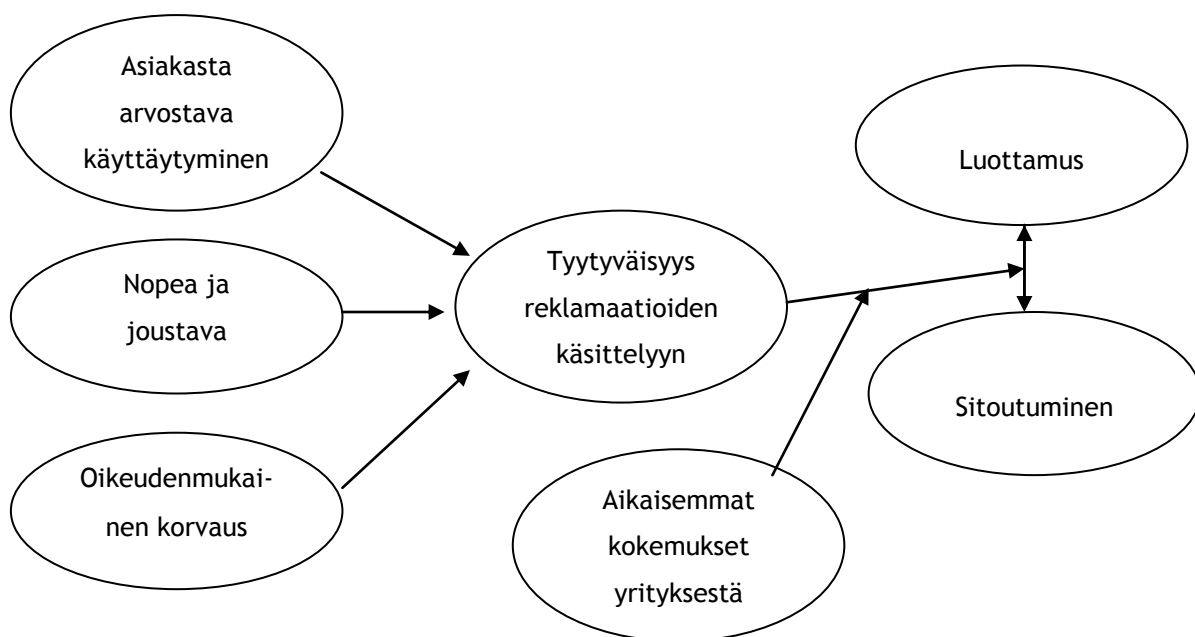 Asiakasta
arvostava
käyttäytyminen
Nopea ja
joustava
Oikeudenmukai-
nen korvaus
Tyytyväisyys
reklamaatioiden
käsittelyyn
Aikaisemmat
kokemukset
yrityksestä
Luottamus
Sitoutuminen